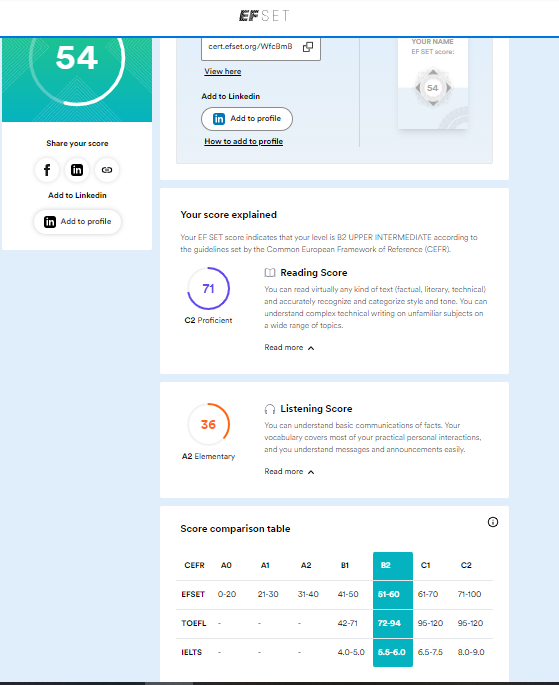 EFSET
54
Share your score
Add to Linkedin
Add to profile
cert.efset.org/WfcBmB
View here
Add to Linkedin
Add to profile
How to add to profile
YOUR NAME
EF SET score:
54
Your score explained
Your EF SET score indicates that your level is B2 UPPER INTERMEDIATE according to
the guidelines set by the Common European Framework of Reference (CEFR).
71
C2 Proficient
Reading Score
You can read virtually any kind of text (factual, literary, technical)
and accurately recognize and categorize style and tone. You can
understand complex technical writing on unfamiliar subjects on
a wide range of topics.
Read more
36
A2 Elementary
Listening Score
You can understand basic communications of facts. Your
vocabulary covers most of your practical personal interactions,
and you understand messages and announcements easily.
Read more
Score comparison table
CEFR A0 A1 A2 B1 B2 C1 C2
EFSET 0-20 21-30 31-40 41-50 51-60 61-70 71-100
TOEFL - - - 42-71 72-94 95-120 95-120
IELTS - - - 4.0-5.0 5.5-6.0 6.5-7.5 8.0-9.0